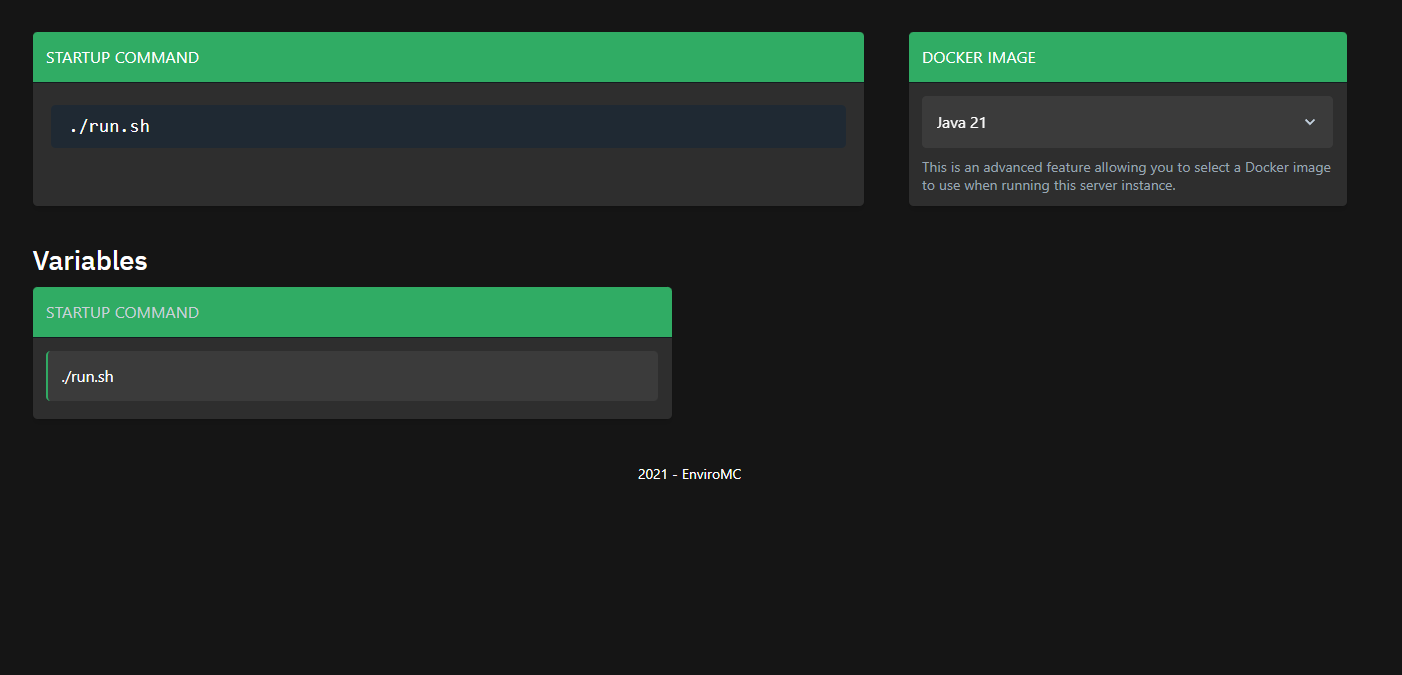 STARTUP COMMAND
./run.sh
DOCKER IMAGE
Java 21
This is an advanced feature allowing you to select a Docker image
to use when running this server instance.
Variables
STARTUP COMMAND
./run.sh
2021 - EnviroMC